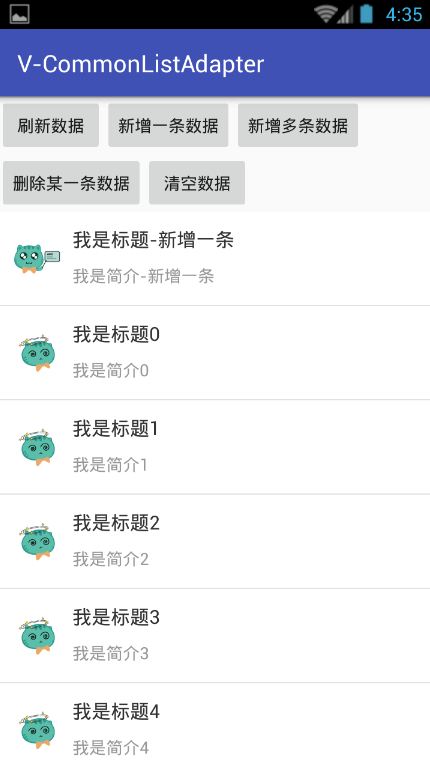 4:35
V-CommonListAdapter
刷新数据 新增一条数据 新增多条数据
删除某一条数据 清空数据
我是标题-新增一条
我是简介-新增一条
我是标题0
我是简介0
我是标题1
我是简介1
我是标题2
我是简介2
我是标题3
我是简介3
我是标题4
我是简介4